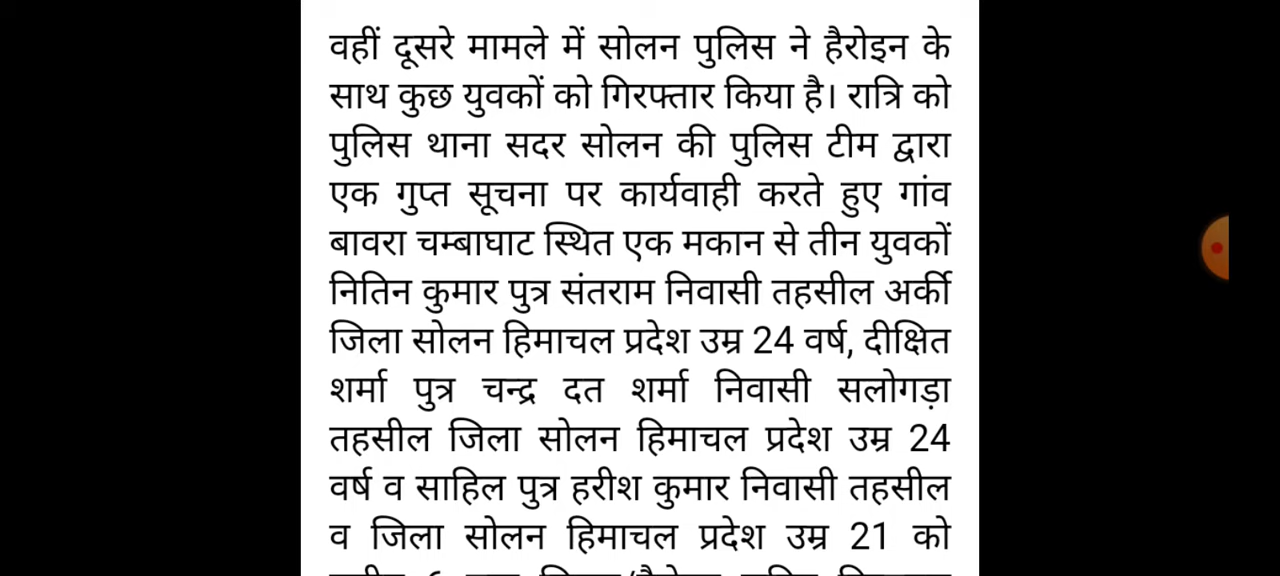 वहीं दूसरे मामले में सोलन पुलिस ने हैरोइन के
साथ कुछ युवकों को गिरफ्तार किया है। रात्रि को
पुलिस थाना सदर सोलन की पुलिस टीम द्वारा
एक गुप्त सूचना पर कार्यवाही करते हुए गांव
बावरा चम्बाघाट स्थित एक मकान से तीन युवकों
नितिन कुमार पुत्र संतराम निवासी तहसील अर्की
जिला सोलन हिमाचल प्रदेश उम्र 24 वर्ष, दीक्षित
शर्मा पुत्र चन्द्र दत शर्मा निवासी सलोगड़ा
तहसील जिला सोलन हिमाचल प्रदेश उम्र 24
वर्ष व साहिल पुत्र हरीश कुमार निवासी तहसील
व जिला सोलन हिमाचल प्रदेश उम्र 21 को